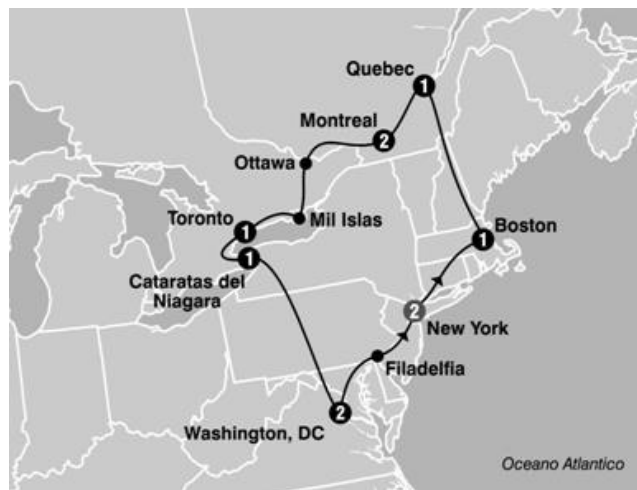 Quebec
1
Montreal
2
Ottawa
Toronto
1
Mil Islas
Boston
1
1
Cataratas del
Niagara
2
New York
Filadelfia
2
Washington, DC
Oceano Atlantico